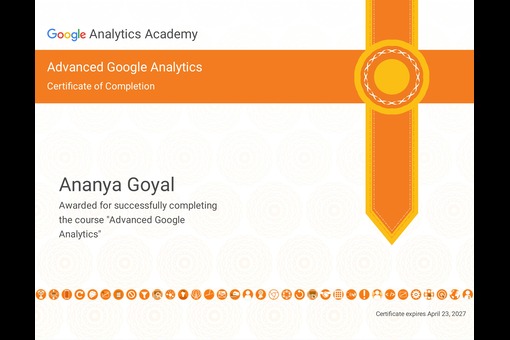 Google Analytics Academy
Advanced Google Analytics
Certificate of Completion
Ananya Goyal
Awarded for successfully completing
the course "Advanced Google
Analytics"
Certificate expires April 23, 2027